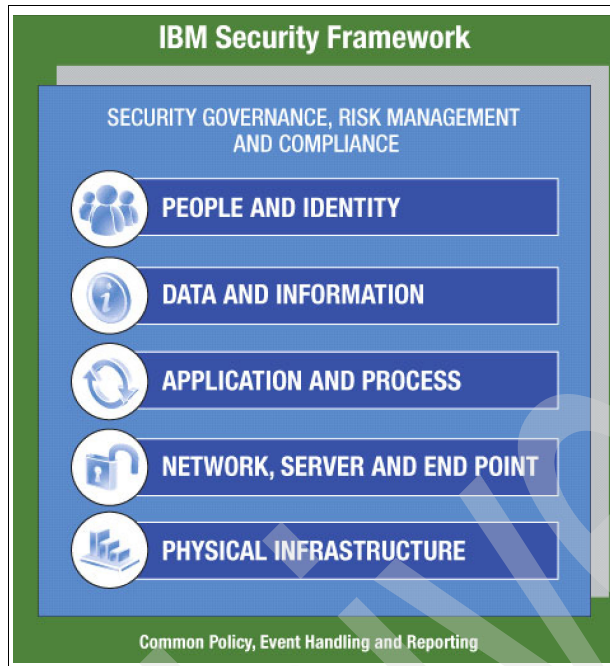 IBM Security Framework
SECURITY GOVERNANCE, RISK MANAGEMENT
AND COMPLIANCE
PEOPLE AND IDENTITY
i
DATA AND INFORMATION
APPLICATION AND PROCESS
NETWORK, SERVER AND END POINT
PHYSICAL INFRASTRUCTURE
Common Policy, Event Handling and Reporting